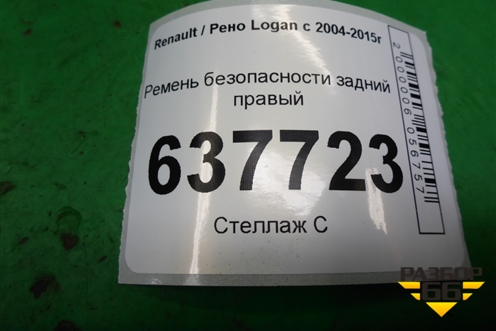 Renault / Рено Logan с 2004-2015г
Ремень безопасности задний
правый
637723
Стеллаж С
2000006056757
РАЗБОР
66